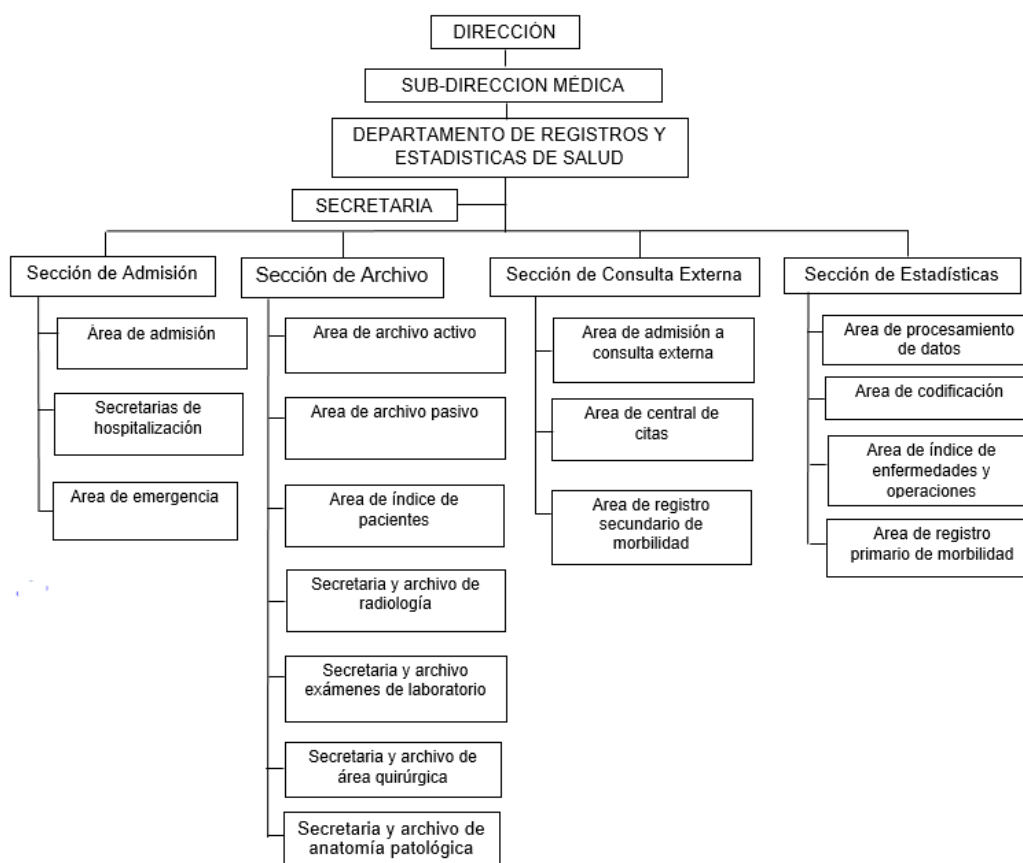 DIRECCIÓN
SUB-DIRECCION MÉDICA
DEPARTAMENTO DE REGISTROS Y
ESTADISTICAS DE SALUD
SECRETARIA
Sección de Admisión
Área de admisión
Secretarias de
hospitalización
Area de emergencia
Sección de Archivo
Area de archivo activo
Area de archivo pasivo
Area de índice de
pacientes
Secretaria y archivo de
radiología
Secretaria y archivo
exámenes de laboratorio
Secretaria y archivo de
área quirúrgica
Secretaria y archivo de
anatomía patológica
Sección de Consulta Externa
Area de admisión a
consulta externa
Area de central de
citas
Area de registro
secundario de
morbilidad
Sección de Estadísticas
Area de procesamiento
de datos
Area de codificación
Area de índice de
enfermedades y
operaciones
Area de registro
primario de morbilidad